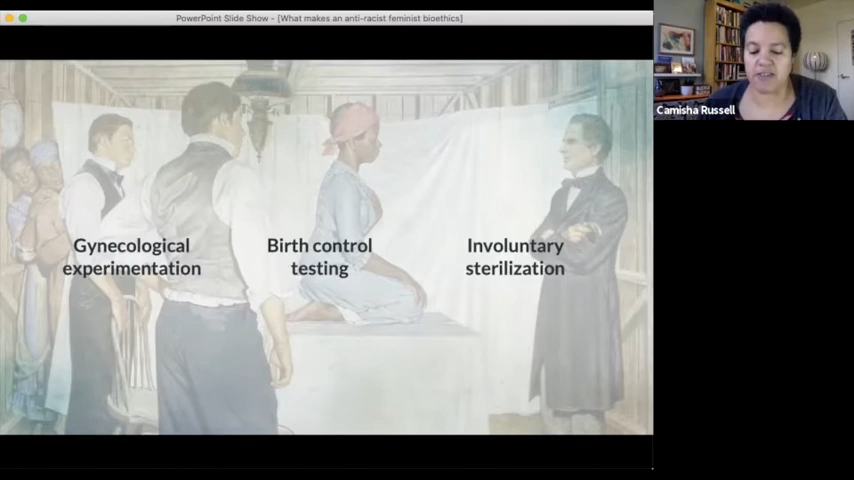 PowerPoint Slide Show - [What makes an anti-racist feminist bioethics]
Camisha Russell
Gynecological
experimentation
Birth control
testing
Involuntary
sterilization